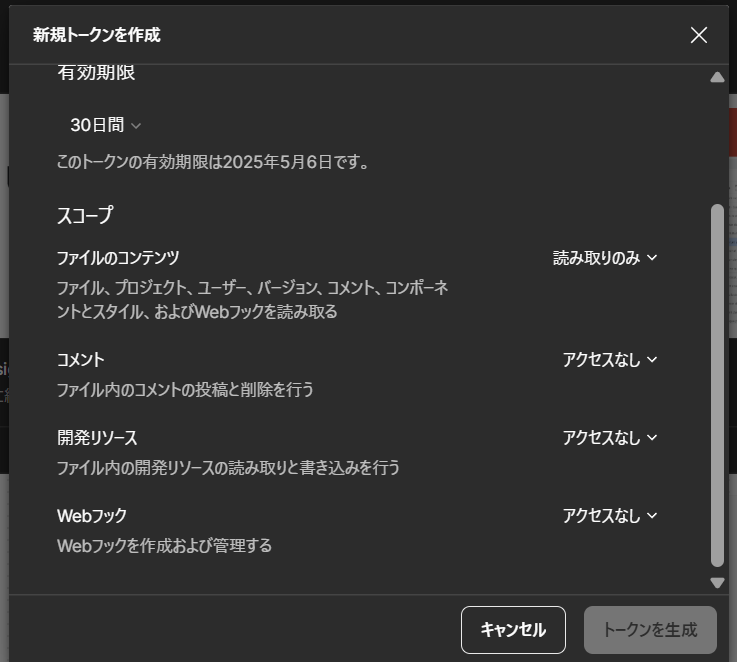 新規トークンを作成
有効期限
30日間
このトークンの有効期限は2025年5月6日です。
スコープ
ファイルのコンテンツ
読み取りのみ
ファイル、プロジェクト、ユーザー、バージョン、コメント、コンポーネ
ントとスタイル、およびWebフックを読み取る
コメント
アクセスなし
ファイル内のコメントの投稿と削除を行う
開発リソース
アクセスなし
ファイル内の開発リソースの読み取りと書き込みを行う
Webフック
アクセスなし
Webフックを作成および管理する
キャンセル
トークンを生成